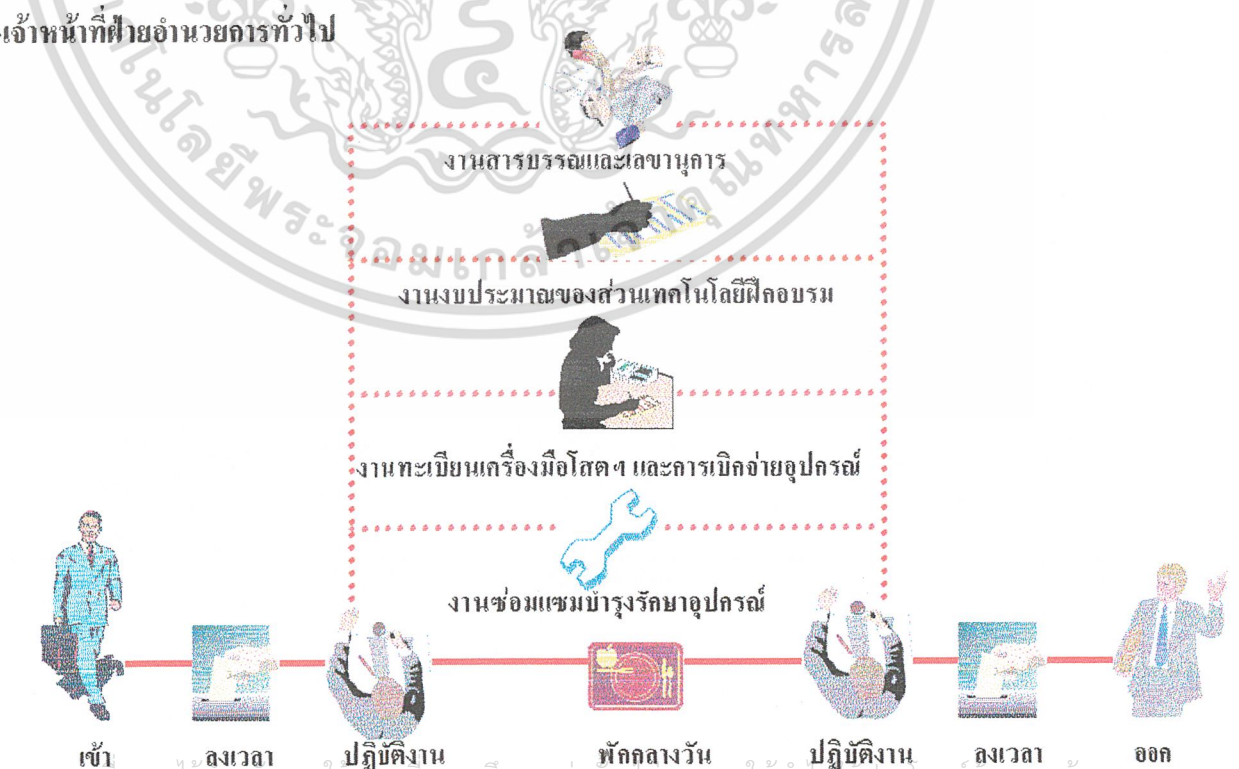 เจ้าหน้าที่ฝ่ายอำนวยการทั่วไป
งานสารบรรณและเลขานุการ
งานงบประมาณของส่วนเทคโนโลยีฝึกอบรม
งานทะเบียนเครื่องมือโสตฯ และการเบิกจ่ายอุปกรณ์
งานซ่อมแซมบำรุงรักษาอุปกรณ์
เข้า ลงเวลา ปฏิบัติงาน พักกลางวัน ปฏิบัติงาน ลงเวลา ออก